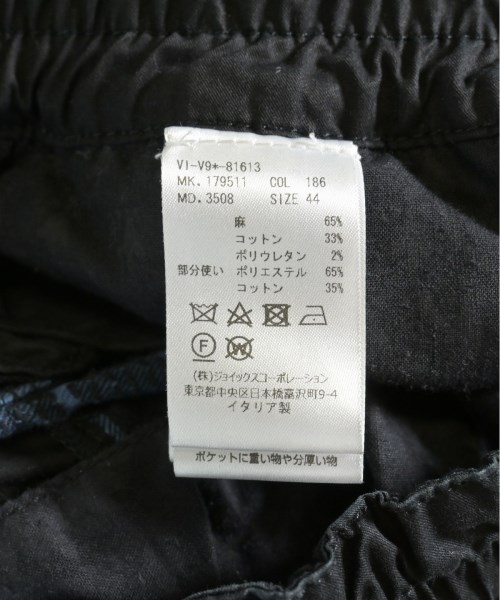 VI-V9*-81613
MK. 179511 COL 186
MD. 3508 SIZE 44
麻 65%
コットン 33%
ポリウレタン 2%
部分使い ポリエステル 65%
コットン 35%
F
W
(株)ジョイックスコーポレーション
東京都中央区日本橋富沢町9-4
イタリア製
ポケットに重い物や分厚い物